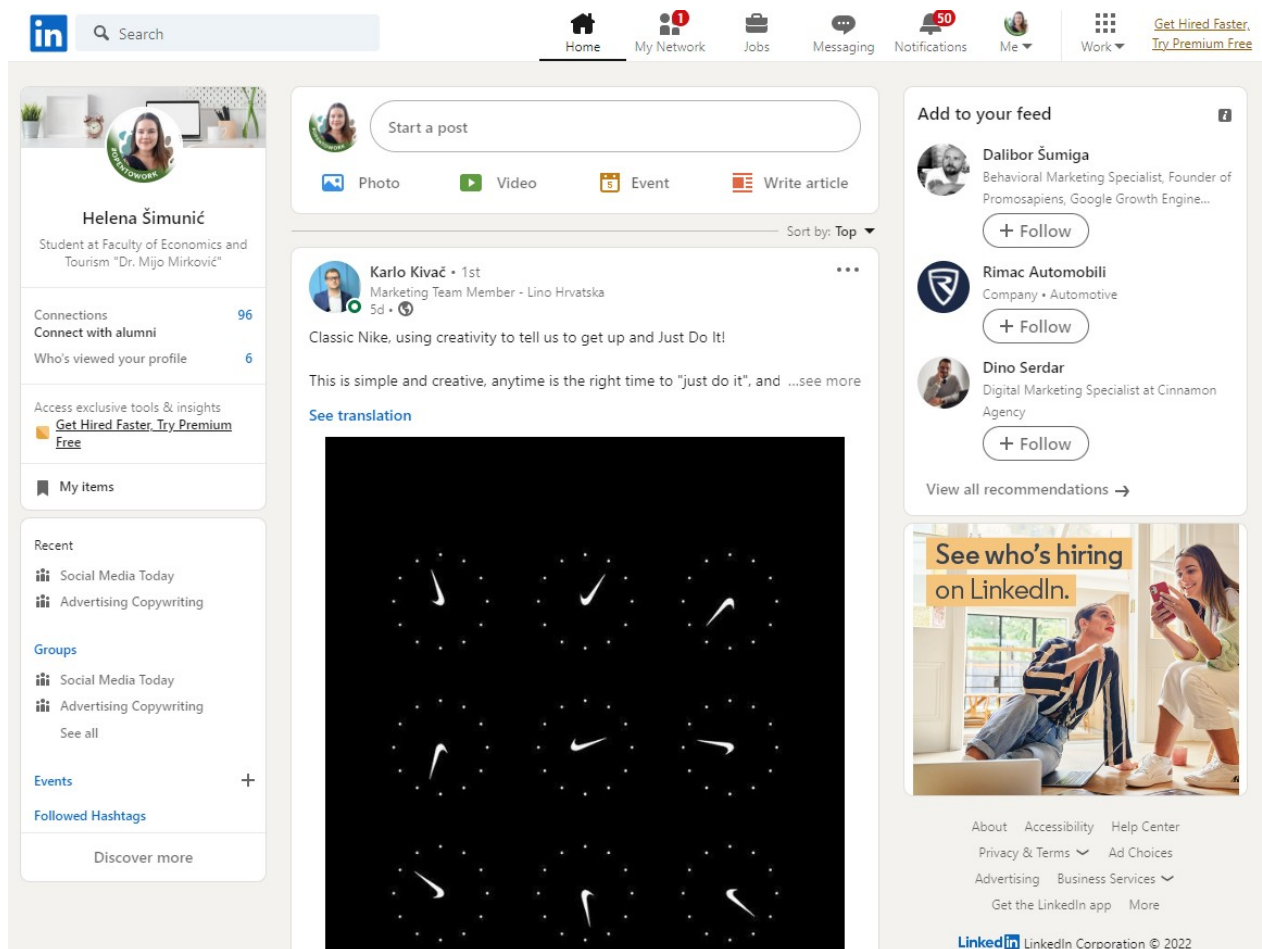 in
Search
Home
1
My Network
Jobs
Messaging
50
Notifications
Me
Work
Get Hired Faster,
Try Premium Free
#OPENTOWORK
Helena Šimunić
Student at Faculty of Economics and
Tourism "Dr. Mijo Mirković"
Connections 96
Connect with alumni
Who's viewed your profile 6
Access exclusive tools & insights
Get Hired Faster, Try Premium
Free
My items
Recent
Social Media Today
Advertising Copywriting
Groups
Social Media Today
Advertising Copywriting
See all
Events +
Followed Hashtags
Discover more
Start a post
Photo
Video
5
Event
Write article
Sort by: Top
Karlo Kivač • 1st
Marketing Team Member - Lino Hrvatska
5d •
Classic Nike, using creativity to tell us to get up and Just Do It!
This is simple and creative, anytime is the right time to "just do it", and ...see more
See translation
Add to your feed
Dalibor Šumiga
Behavioral Marketing Specialist, Founder of
Promosapiens, Google Growth Engine...
+ Follow
Rimac Automobili
Company • Automotive
+ Follow
Dino Serdar
Digital Marketing Specialist at Cinnamon
Agency
+ Follow
View all recommendations →
See who's hiring
on LinkedIn.
About Accessibility Help Center
Privacy & Terms Ad Choices
Advertising Business Services
Get the LinkedIn app More
Linkedin LinkedIn Corporation © 2022